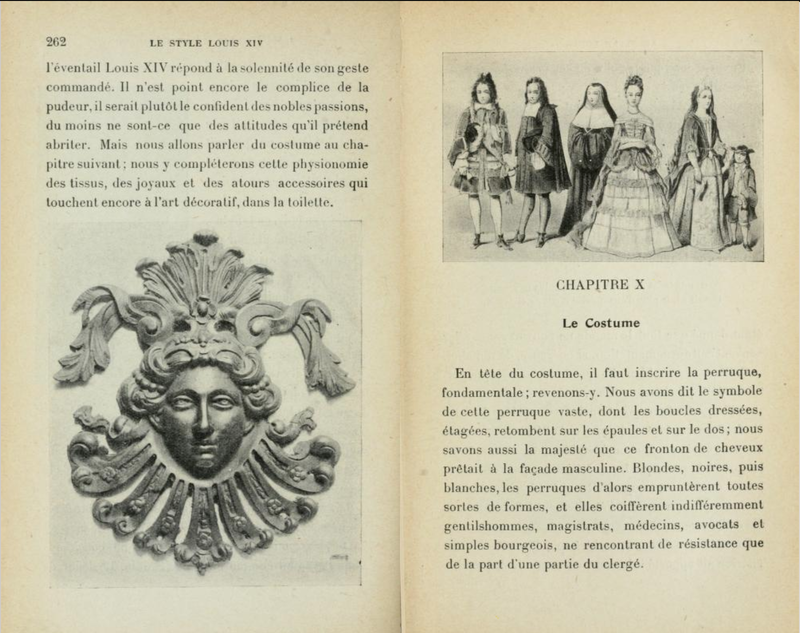 262
LE STYLE LOUIS XIV
l'éventail Louis XIV répond à la solennité de son geste
commandé. Il n'est point encore le complice de la
pudeur, il serait plutôt le confident des nobles passions,
du moins ne sont-ce que des attitudes qu'il prétend
abriter. Mais nous allons parler du costume au cha-
pitre suivant ; nous y compléterons cette physionomie
des tissus, des joyaux et des atours accessoires qui
touchent encore à l'art décoratif, dans la toilette.
CHAPITRE X
Le Costume
En tête du costume, il faut inscrire la perruque,
fondamentale ; revenons-y. Nous avons dit le symbole
de cette perruque vaste, dont les boucles dressées,
étagées, retombent sur les épaules et sur le dos ; nous
savons aussi la majesté que ce fronton de cheveux
prêtait à la façade masculine. Blondes, noires, puis
blanches, les perruques d'alors empruntèrent toutes
sortes de formes, et elles coiffèrent indifféremment
gentilshommes, magistrats, médecins, avocats et
simples bourgeois, ne rencontrant de résistance que
de la part d'une partie du clergé.